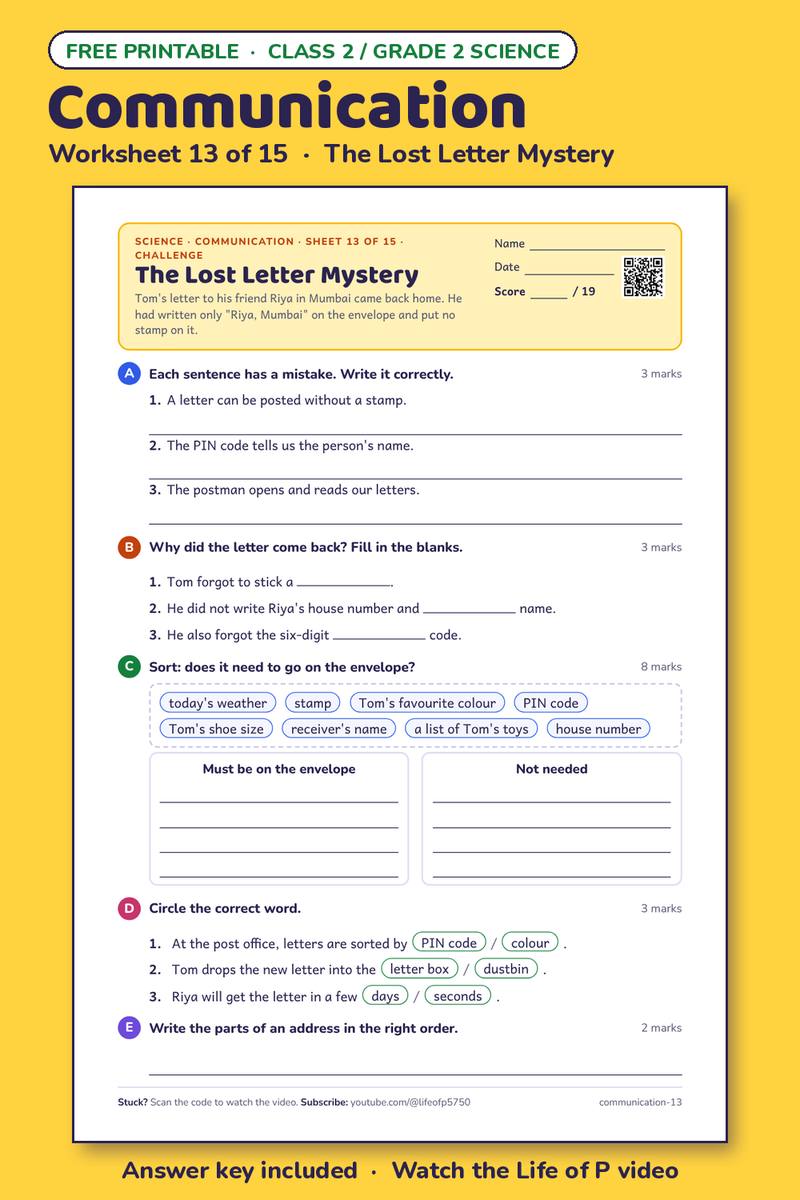 FREE PRINTABLE · CLASS 2 / GRADE 2 SCIENCE
Communication
Worksheet 13 of 15 · The Lost Letter Mystery
SCIENCE · COMMUNICATION · SHEET 13 OF 15 ·
CHALLENGE
The Lost Letter Mystery
Tom's letter to his friend Riya in Mumbai came back home. He
had written only "Riya, Mumbai" on the envelope and put no
stamp on it.
Name ____________
Date ____________
Score ______ / 19
A Each sentence has a mistake. Write it correctly. 3 marks
1. A letter can be posted without a stamp.
2. The PIN code tells us the person's name.
3. The postman opens and reads our letters.
B Why did the letter come back? Fill in the blanks. 3 marks
1. Tom forgot to stick a ____________.
2. He did not write Riya's house number and ____________ name.
3. He also forgot the six-digit ____________ code.
C Sort: does it need to go on the envelope? 8 marks
today's weather stamp Tom's favourite colour PIN code
Tom's shoe size receiver's name a list of Tom's toys house number
Must be on the envelope Not needed
D Circle the correct word. 3 marks
1. At the post office, letters are sorted by PIN code / colour .
2. Tom drops the new letter into the letter box / dustbin .
3. Riya will get the letter in a few days / seconds .
E Write the parts of an address in the right order. 2 marks
Stuck? Scan the code to watch the video. Subscribe: youtube.com/@lifeofp5750 communication-13
Answer key included · Watch the Life of P video